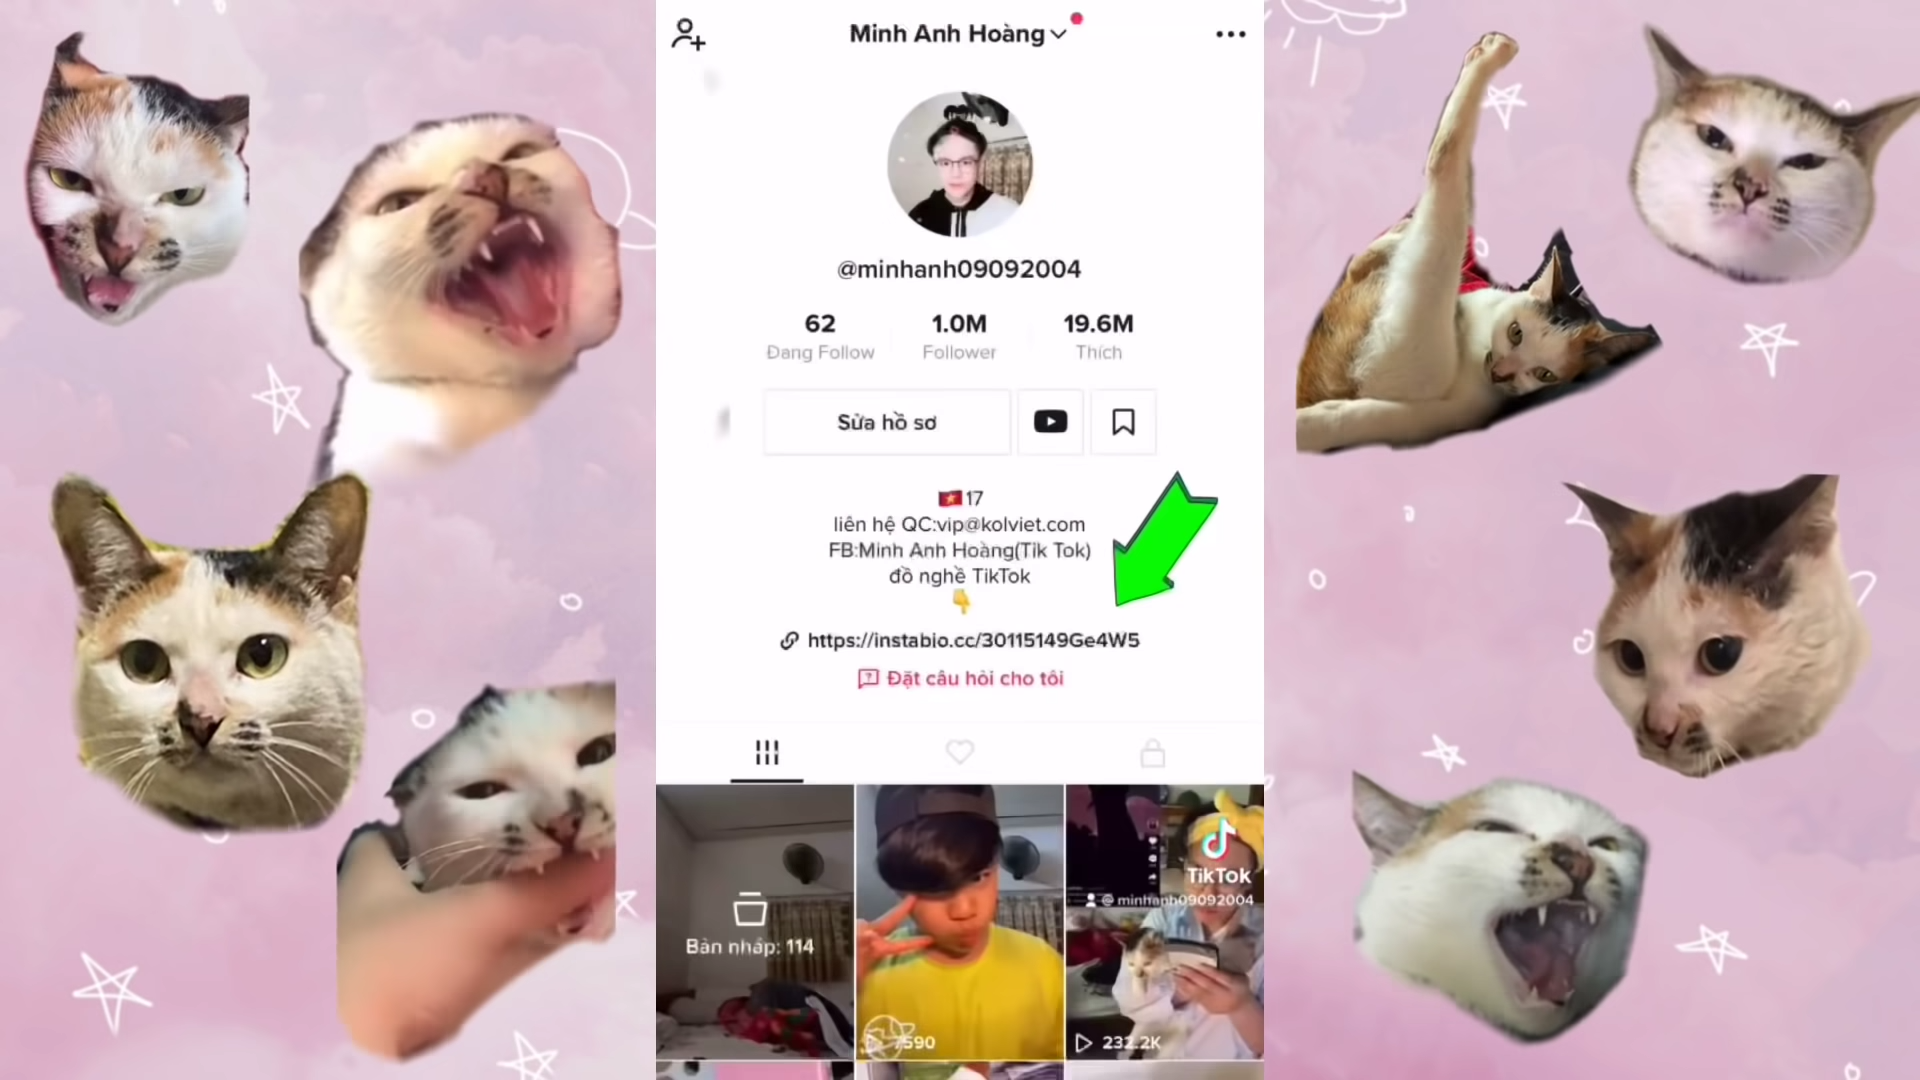 Minh Anh Hoàng
@minhanh09092004
62
1.0M
19.6M
Đang Follow
Follower
Thích
Sửa hồ sơ
17
liên hệ QC:vip@kolviet.com
FB:Minh Anh Hoàng(Tik Tok)
đồ nghề TikTok
https://instabio.cc/30115149Ge4W5
Đặt câu hỏi cho tôi
Bản nháp: 114
7590
TikTok
@minhanh09092004
232.2K